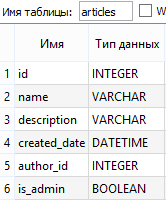 Имя таблицы: articles W
Имя Тип данных
1 id INTEGER
2 name VARCHAR
3 description VARCHAR
4 created_date DATETIME
5 author_id INTEGER
6 is_admin BOOLEAN